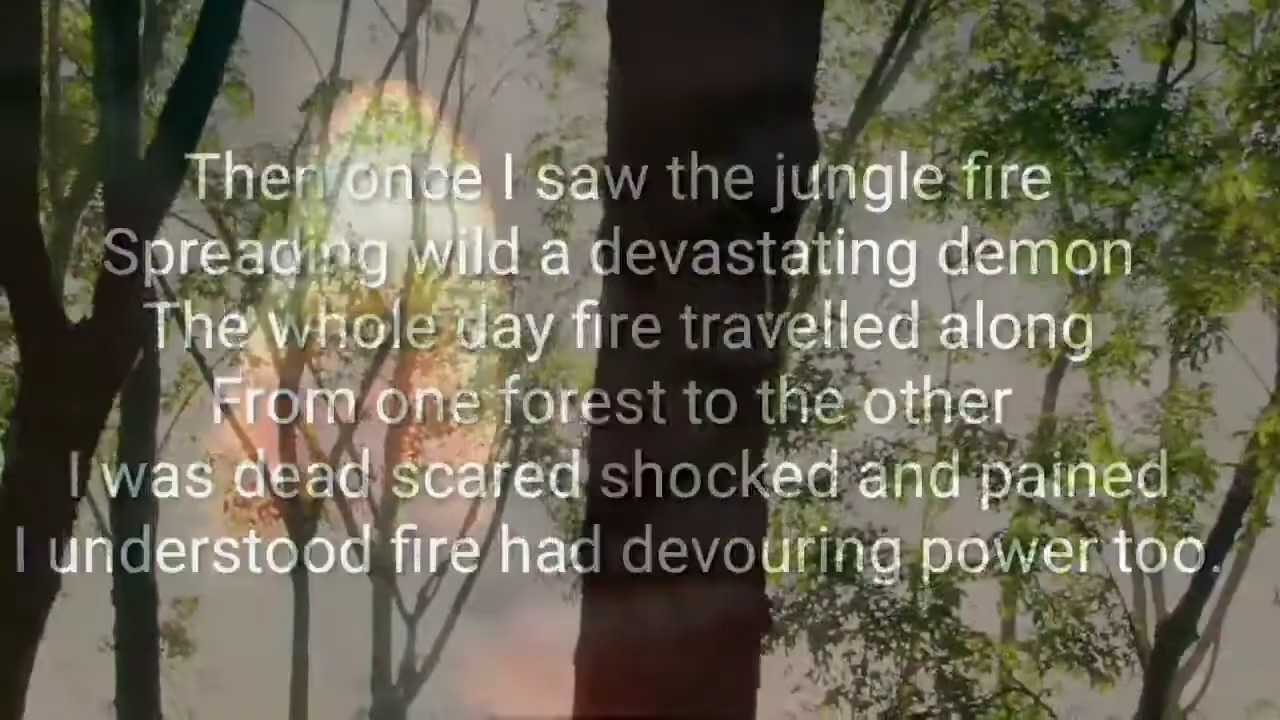 Then once I saw the jungle fire
Spreading wild a devastating demon
The whole day fire travelled along
From one forest to the other
I was dead scared shocked and pained
I understood fire had devouring power too.